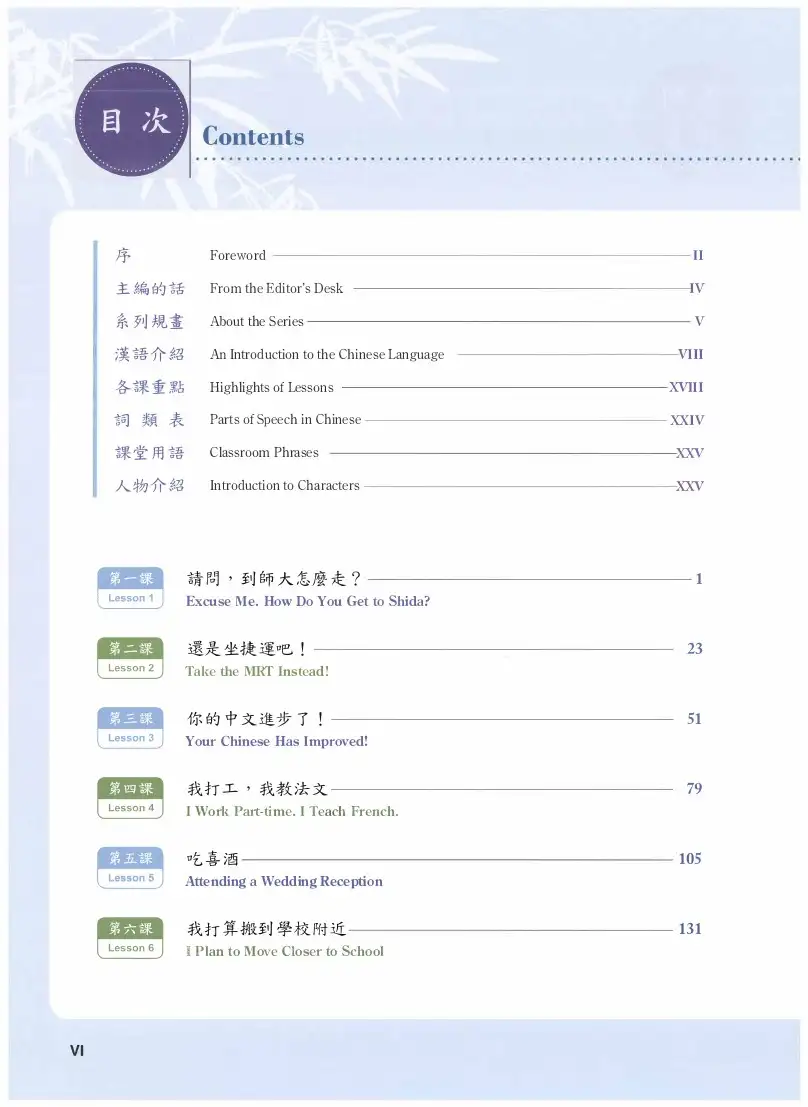 目次
Contents
序 Foreword II
主編的話 From the Editor's Desk IV
系列規畫 About the Series V
漢語介紹 An Introduction to the Chinese Language VIII
各課重點 Highlights of Lessons XVIII
詞類表 Parts of Speech in Chinese XXIV
課堂用語 Classroom Phrases XXV
人物介紹 Introduction to Characters XXV
第一課 請問，到師大怎麼走？ 1
Lesson 1 Excuse Me. How Do You Get to Shida?
第二課 還是坐捷運吧！ 23
Lesson 2 Take the MRT Instead!
第三課 你的中文進步了！ 51
Lesson 3 Your Chinese Has Improved!
第四課 我打工，我教法文 79
Lesson 4 I Work Part-time. I Teach French.
第五課 吃喜酒 105
Lesson 5 Attending a Wedding Reception
第六課 我打算搬到學校附近 131
Lesson 6 I Plan to Move Closer to School
VI